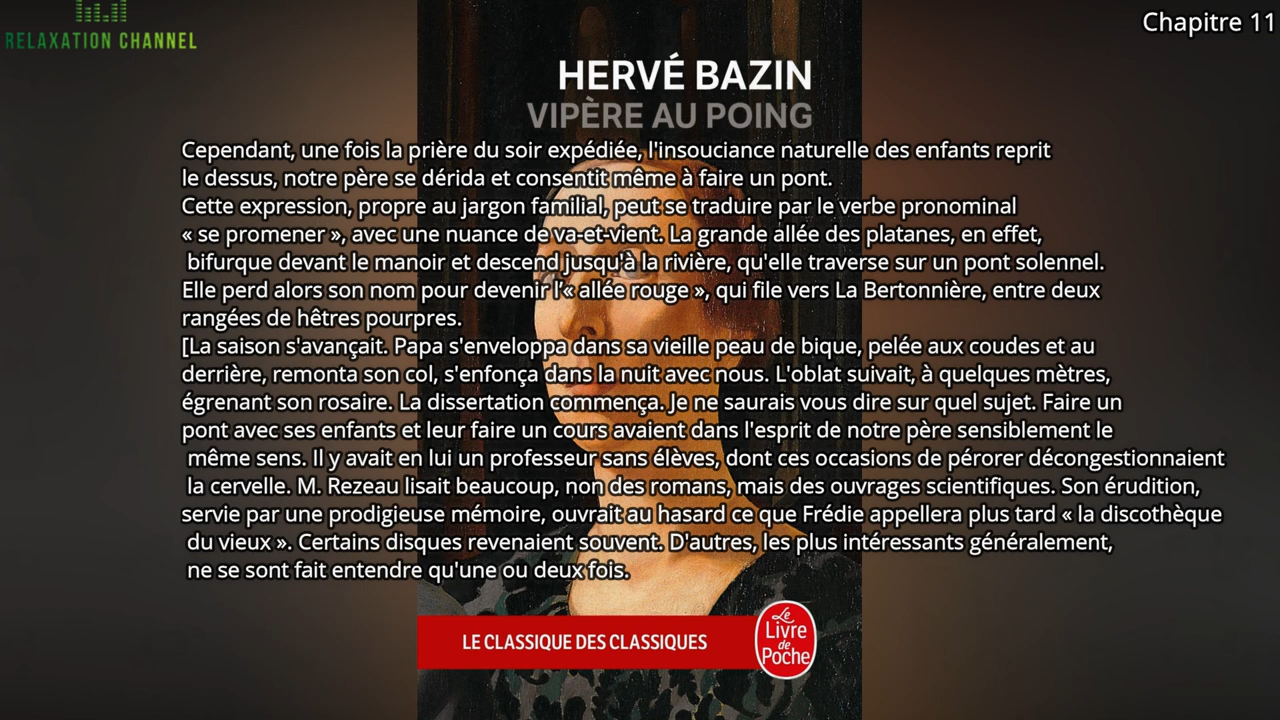 RELAXATION CHANNEL
Chapitre 11
HERVÉ BAZIN
VIPÈRE AU POING
Cependant, une fois la prière du soir expédiée, l'insouciance naturelle des enfants reprit
le dessus, notre père se dérida et consentit même à faire un pont.
Cette expression, propre au jargon familial, peut se traduire par le verbe pronominal
« se promener », avec une nuance de va-et-vient. La grande allée des platanes, en effet,
bifurque devant le manoir et descend jusqu'à la rivière, qu'elle traverse sur un pont solennel.
Elle perd alors son nom pour devenir l'« allée rouge », qui file vers La Bertonnière, entre deux
rangées de hêtres pourpres.
[La saison s'avançait. Papa s'enveloppa dans sa vieille peau de bique, pelée aux coudes et au
derrière, remonta son col, s'enfonça dans la nuit avec nous. L'oblat suivait, à quelques mètres,
égrenant son rosaire. La dissertation commença. Je ne saurais vous dire sur quel sujet. Faire un
pont avec ses enfants et leur faire un cours avaient dans l'esprit de notre père sensiblement le
même sens. Il y avait en lui un professeur sans élèves, dont ces occasions de pérorer décongestionnaient
la cervelle. M. Rezeau lisait beaucoup, non des romans, mais des ouvrages scientifiques. Son érudition,
servie par une prodigieuse mémoire, ouvrait au hasard ce que Frédie appellera plus tard « la discothèque
du vieux ». Certains disques revenaient souvent. D'autres, les plus intéressants généralement,
ne se sont fait entendre qu'une ou deux fois.
LE CLASSIQUE DES CLASSIQUES
Le
Livre
de
Poche